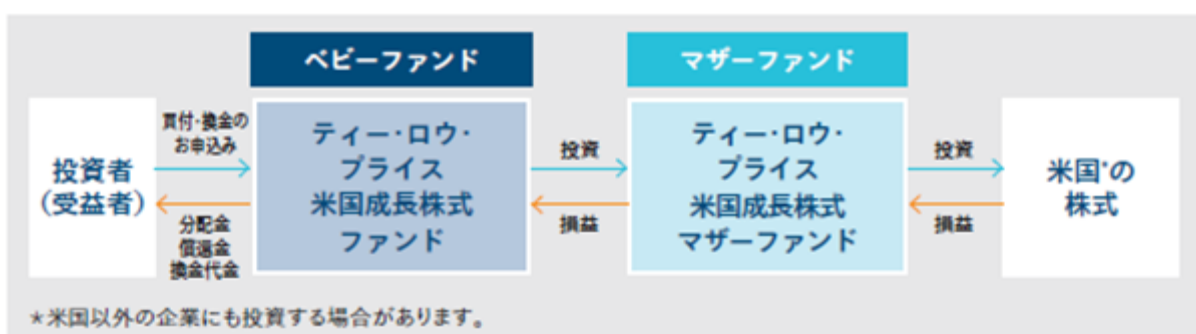 ベビーファンド
マザーファンド
投資者
(受益者)
買付・換金の
お申込み
分配金
償還金
換金代金
ティー・ロウ・
プライス
米国成長株式
ファンド
投資
損益
ティー・ロウ・
プライス
米国成長株式
マザーファンド
投資
損益
米国*の
株式
*米国以外の企業にも投資する場合があります。